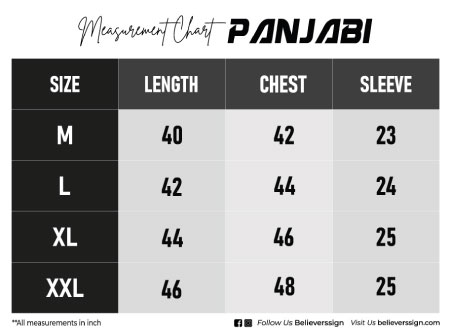 Measurement Chart PANJABI
SIZE LENGTH CHEST SLEEVE
M 40 42 23
L 42 44 24
XL 44 46 25
XXL 46 48 25
**All measurements in inch Follow Us Believerssign Visit Us believerssign.com